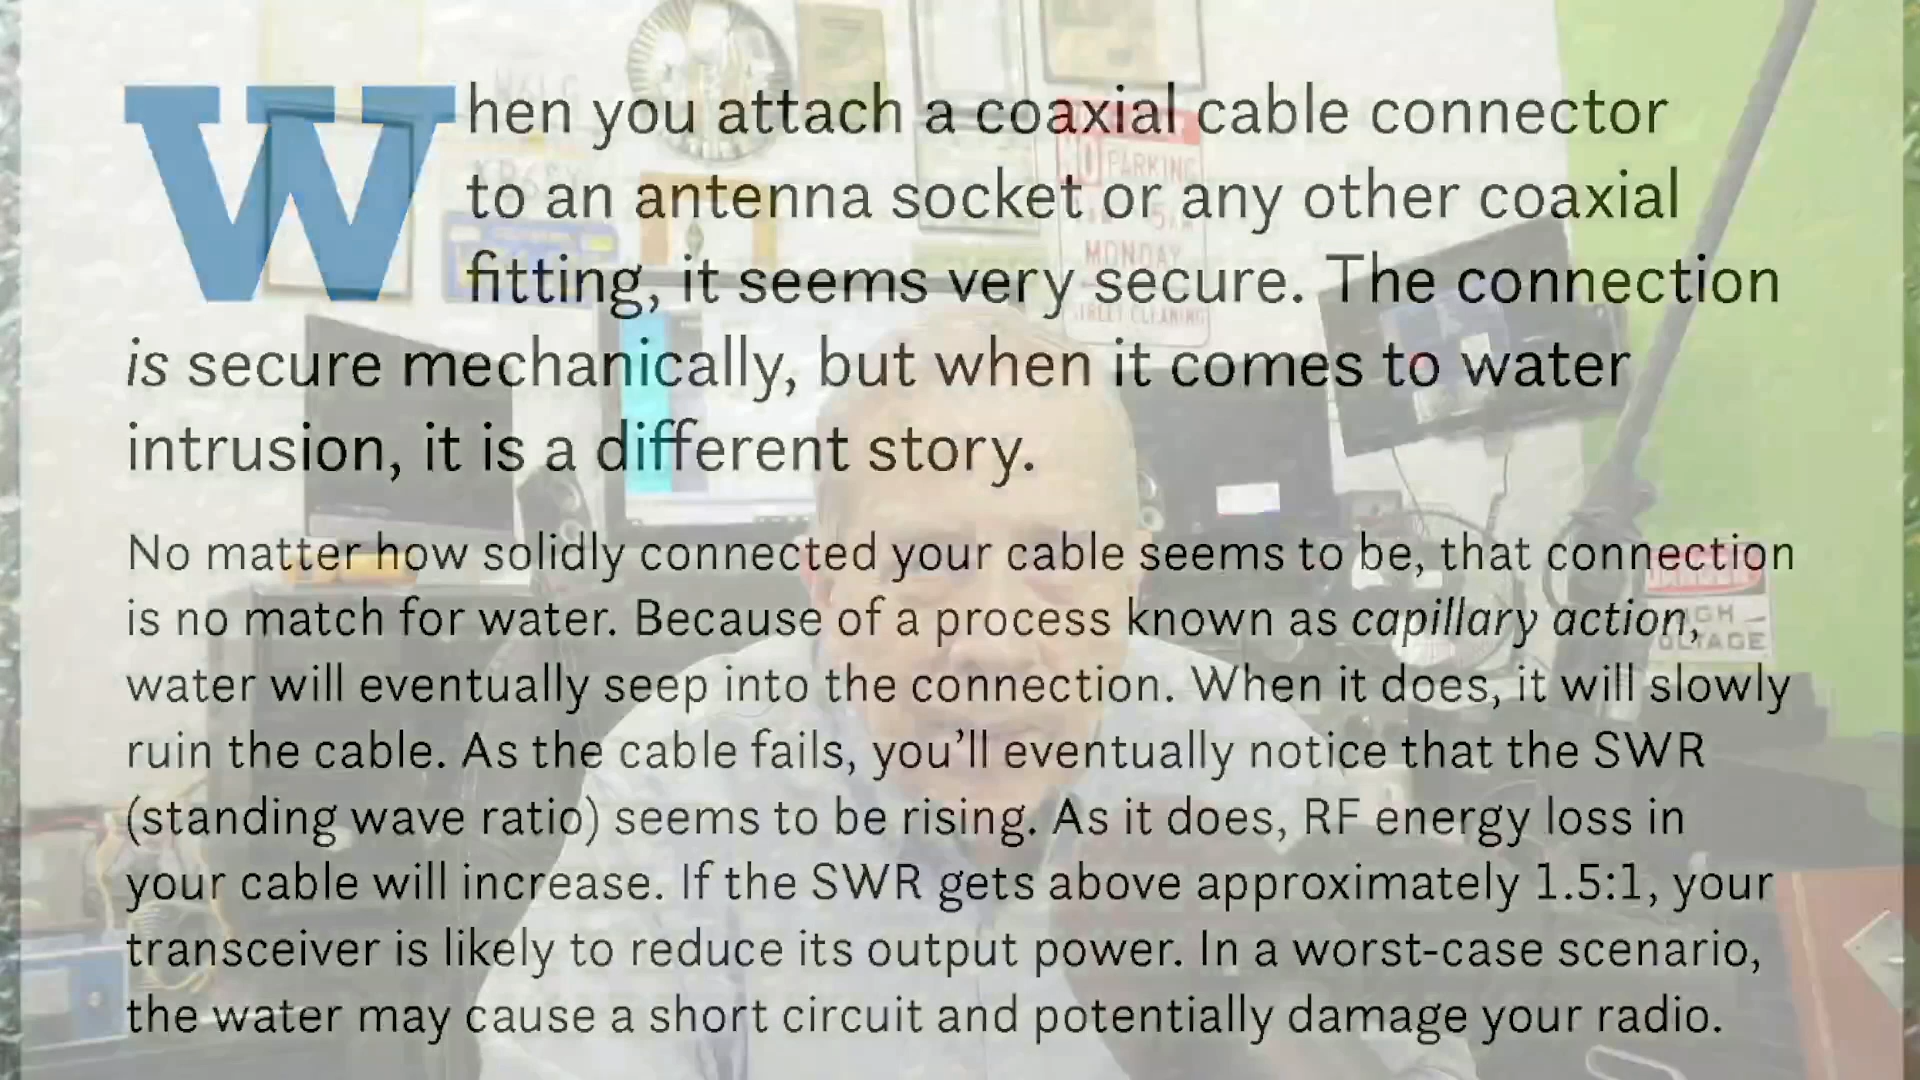 When you attach a coaxial cable connector
to an antenna socket or any other coaxial
fitting, it seems very secure. The connection
is secure mechanically, but when it comes to water
intrusion, it is a different story.
No matter how solidly connected your cable seems to be, that connection
is no match for water. Because of a process known as capillary action,
water will eventually seep into the connection. When it does, it will slowly
ruin the cable. As the cable fails, you’ll eventually notice that the SWR
(standing wave ratio) seems to be rising. As it does, RF energy loss in
your cable will increase. If the SWR gets above approximately 1.5:1, your
transceiver is likely to reduce its output power. In a worst-case scenario,
the water may cause a short circuit and potentially damage your radio.
PARKING
MONDAY
STREET CLEANING
HIGH
VOLTAGE